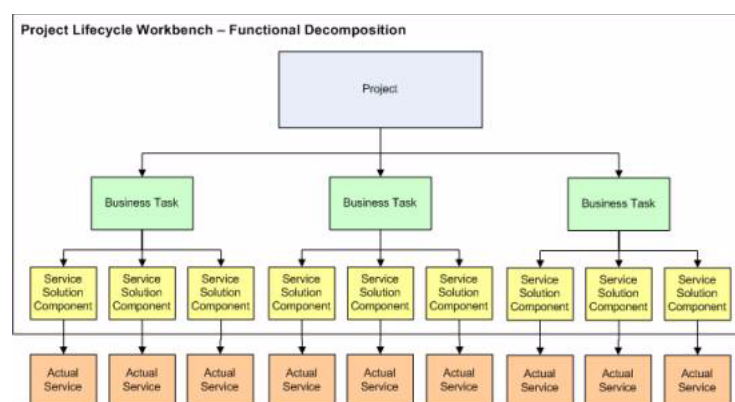 Project Lifecycle Workbench – Functional Decomposition
Project
Business Task
Business Task
Business Task
Service
Solution
Component
Service
Solution
Component
Service
Solution
Component
Service
Solution
Component
Service
Solution
Component
Service
Solution
Component
Service
Solution
Component
Service
Solution
Component
Service
Solution
Component
Actual
Service
Actual
Service
Actual
Service
Actual
Service
Actual
Service
Actual
Service
Actual
Service
Actual
Service
Actual
Service